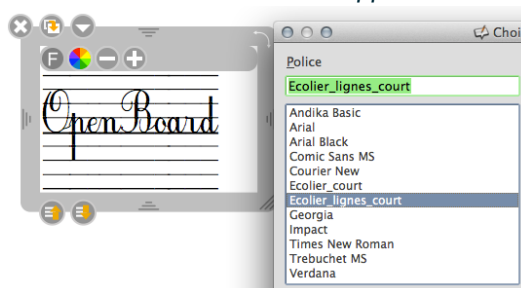 F
OpenBoard
Choi
Police
Ecolier_lignes_court
Andika Basic
Arial
Arial Black
Comic Sans MS
Courier New
Ecolier_court
Ecolier_lignes_court
Georgia
Impact
Times New Roman
Trebuchet MS
Verdana